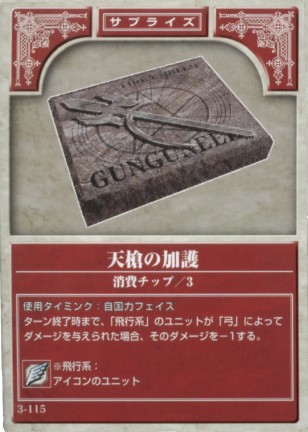 サプライズ
GUNGUNELL
天槍の加護
消費チップ/3
使用タイミング:自国力フェイス
ターン終了時まで、「飛行系」のユニットが「弓」によって
ダメージを与えられた場合、そのダメージを−1する。
※飛行系:
アイコンのユニット
3-115